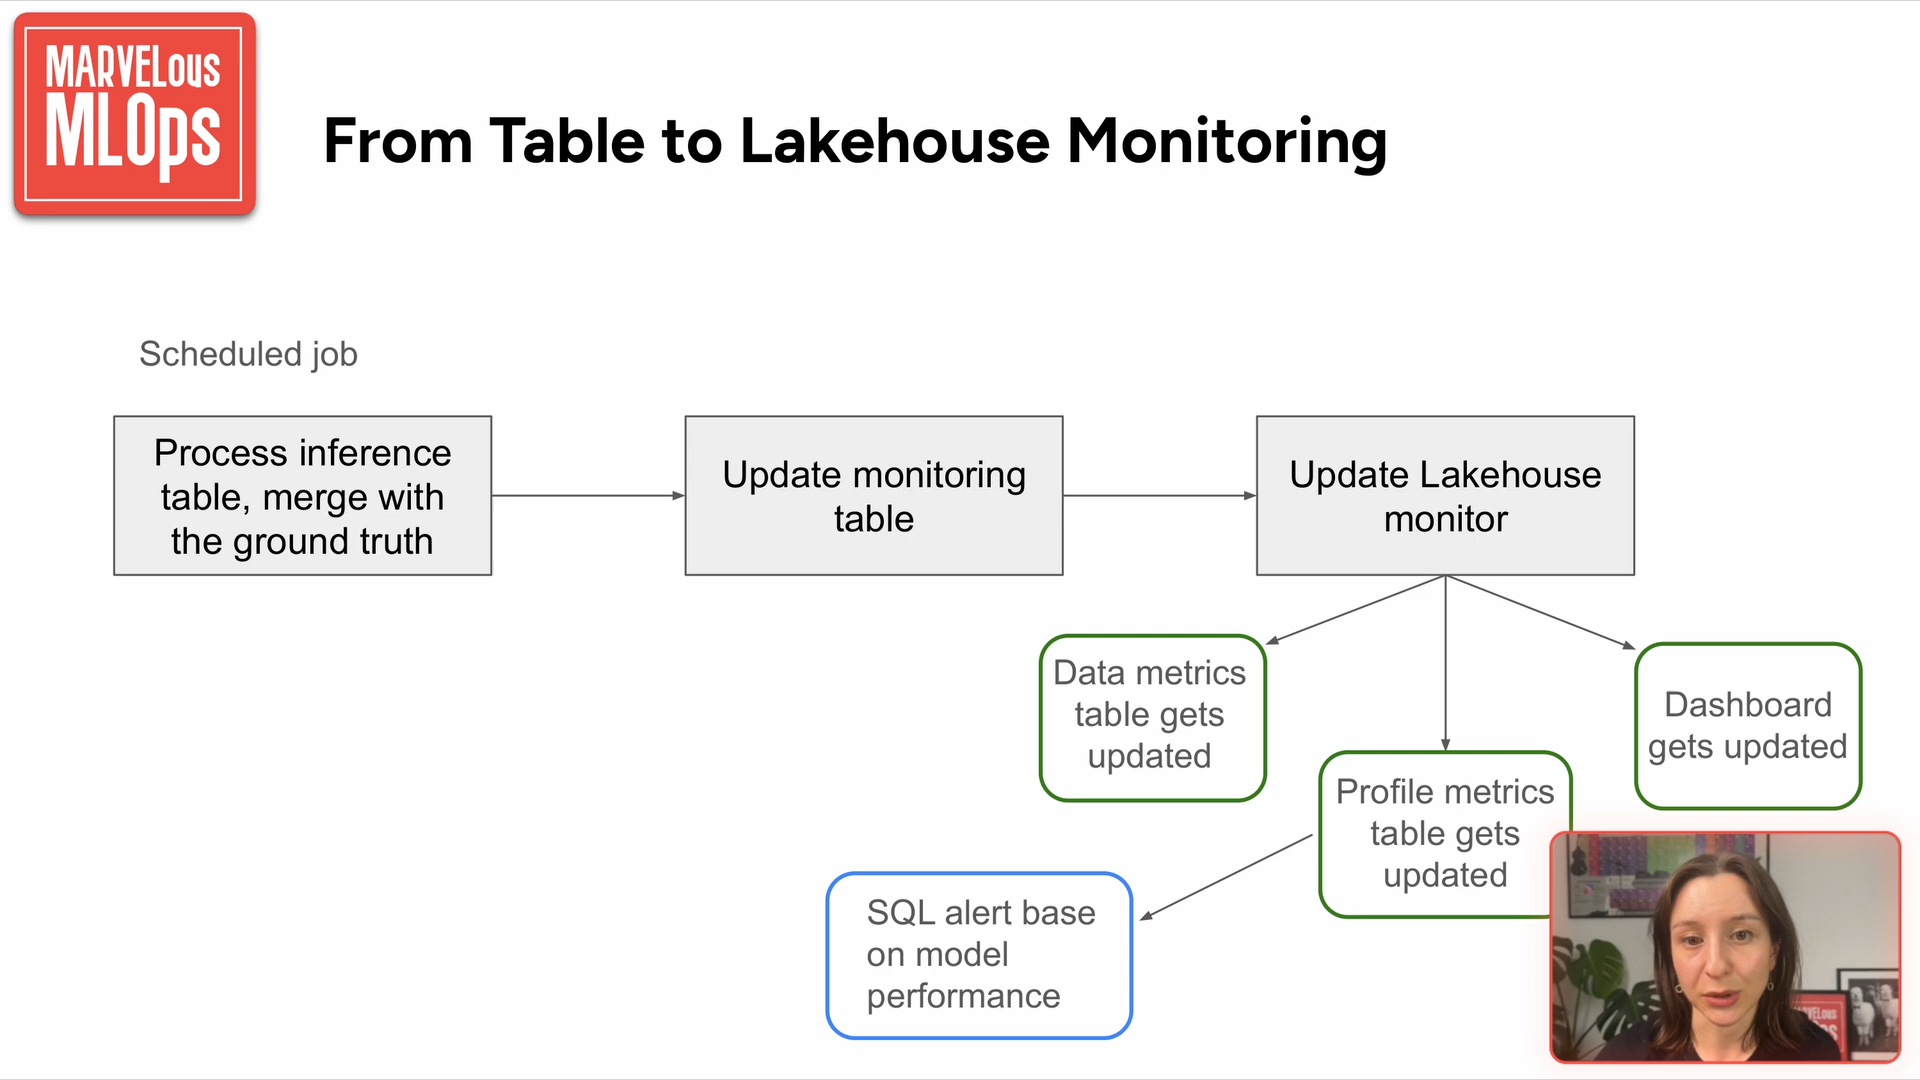 MARVELous
MLOps
From Table to Lakehouse Monitoring
Scheduled job
Process inference
table, merge with
the ground truth
Update monitoring
table
Update Lakehouse
monitor
Data metrics
table gets
updated
Profile metrics
table gets
updated
Dashboard
gets updated
SQL alert base
on model
performance